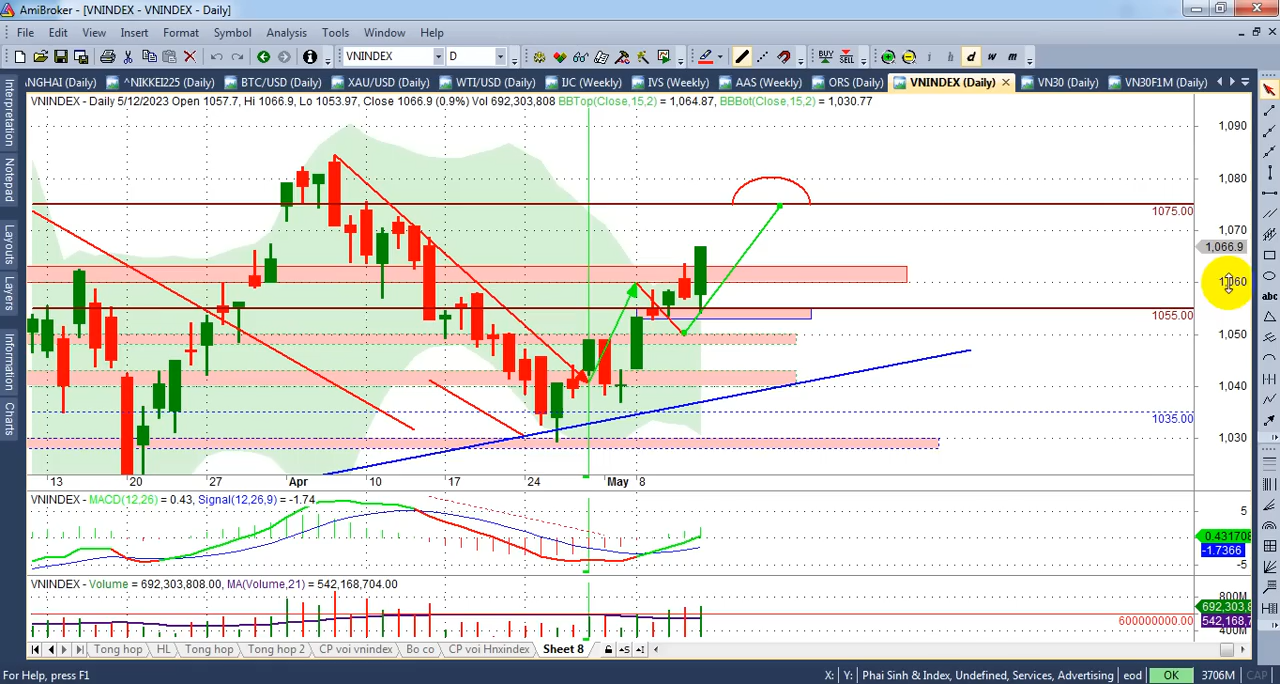 AmiBroker - [VNINDEX - VNINDEX - Daily]
File Edit View Insert Format Symbol Analysis Tools Window Help
VNINDEX D BUY SELL abc d w m
NGHAI (Daily) ^NIKKEI225 (Daily) BTC/USD (Daily) XAU/USD (Daily) WTI/USD (Daily) IJC (Weekly) IVS (Weekly) AAS (Weekly) ORS (Daily) VNINDEX (Daily) VN30 (Daily) VN30F1M (Daily)
VNINDEX - Daily 5/12/2023 Open 1057.7, Hi 1066.9, Lo 1053.97, Close 1066.9 (0.9%) Vol 692,303,808 BBTop(Close,15,2) = 1,064.87, BBBot(Close,15,2) = 1,030.77
Interpretation
Notepad
Layouts
Layers
Information
Charts
1,090
1,080
1075.00
1,070
1,066.9
1,060
1055.00
1,050
1,040
1035.00
1,030
13 20 27 Apr 10 17 24 May 8
VNINDEX - MACD(12,26) = 0.43, Signal(12,26,9) = -1.74
5
0.431708
-1.7366
-5
VNINDEX - Volume = 692,303,808.00, MA(Volume,21) = 542,168,704.00
800M
692,303,8
600000000.00
542,168,7
400M
Tong hop HL Tong hop Tong hop 2 CP voi vnindex Bo co CP voi Hnxindex Sheet 8
For Help, press F1 X: Y: Phai Sinh & Index, Undefined, Services, Advertising eod OK 3706M CAP